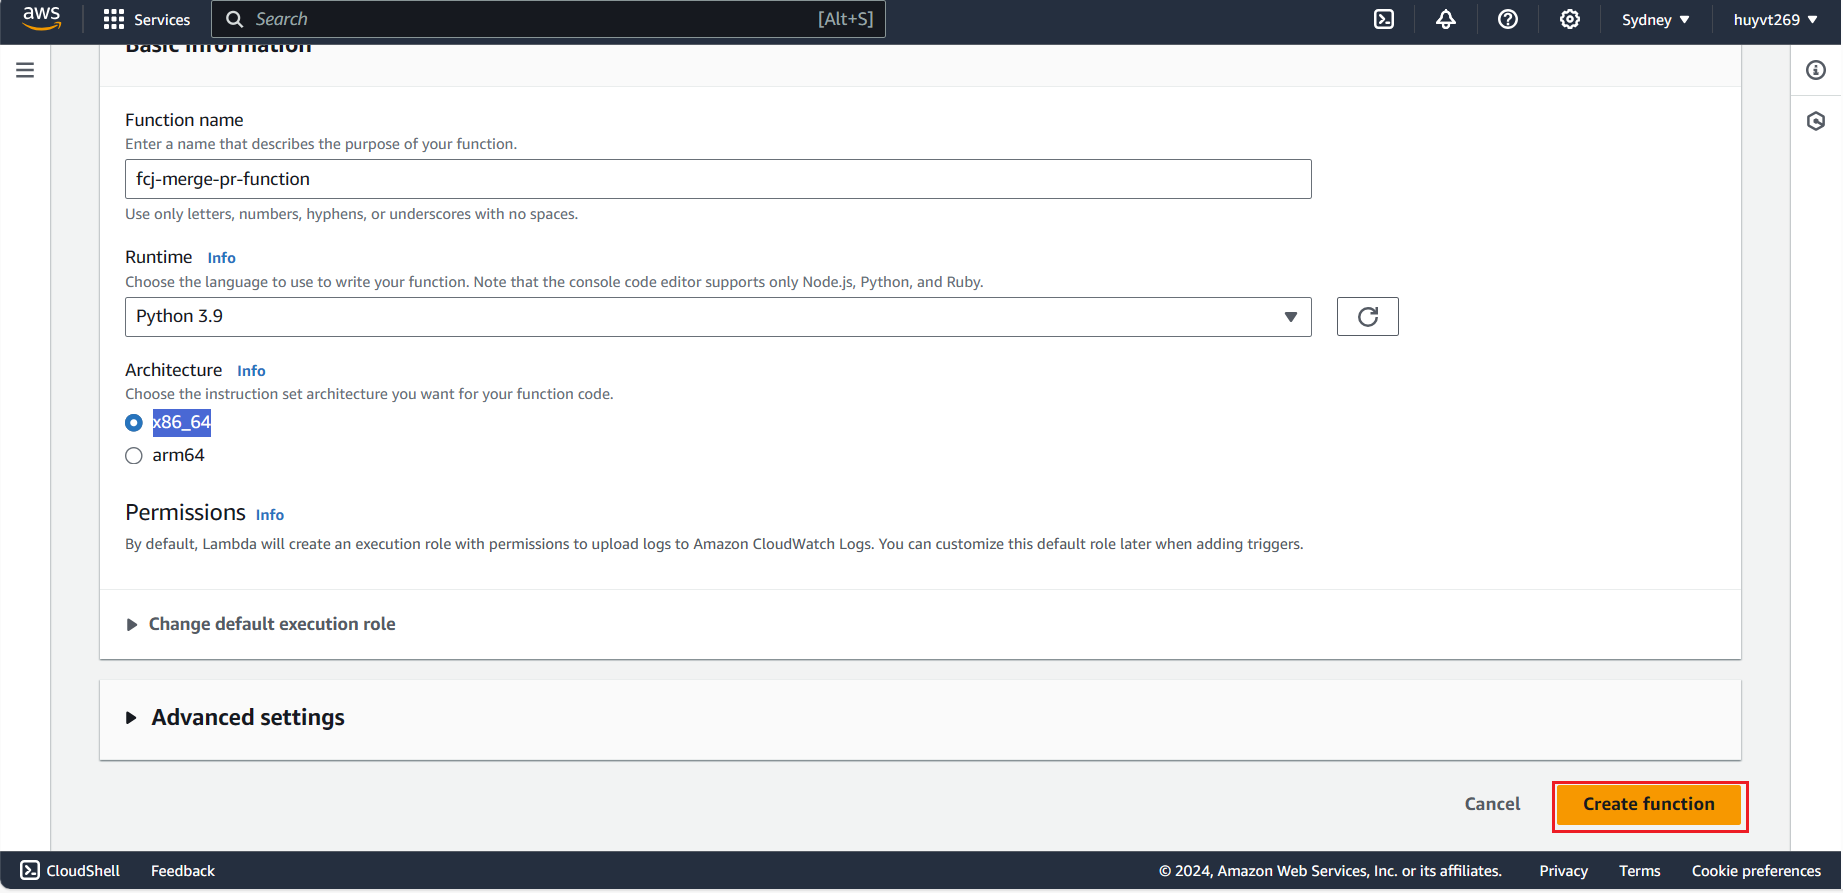 aws
Services
Search
[Alt+S]
Sydney
huyvt269
Basic information
Function name
Enter a name that describes the purpose of your function.
fcj-merge-pr-function
Use only letters, numbers, hyphens, or underscores with no spaces.
Runtime Info
Choose the language to use to write your function. Note that the console code editor supports only Node.js, Python, and Ruby.
Python 3.9
Architecture Info
Choose the instruction set architecture you want for your function code.
x86_64
arm64
Permissions Info
By default, Lambda will create an execution role with permissions to upload logs to Amazon CloudWatch Logs. You can customize this default role later when adding triggers.
Change default execution role
Advanced settings
Cancel
Create function
CloudShell
Feedback
© 2024, Amazon Web Services, Inc. or its affiliates.
Privacy
Terms
Cookie preferences